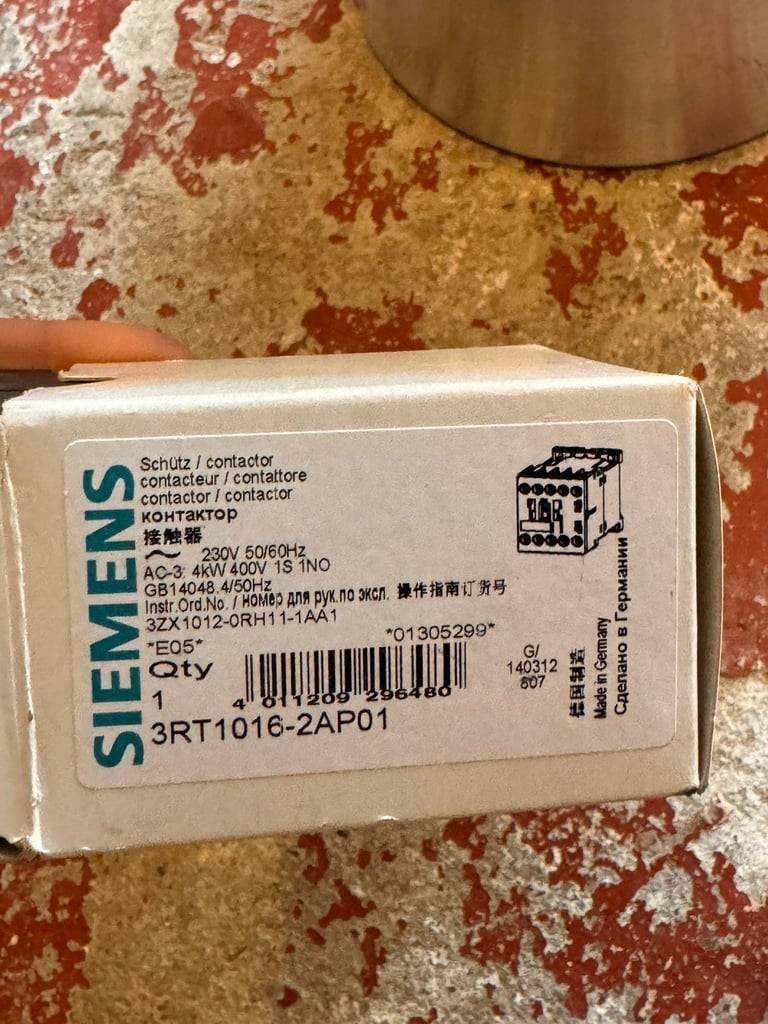 SIEMENS
Schütz / contactor
contacteur / contattore
contactor / contactor
контактор
接触器
~ 230V 50/60Hz
AC-3: 4kW 400V 1S 1NO
GB14048.4/50Hz
Instr.Ord.No. / номер для рук.по экспл. 操作指南订货号
3ZX1012-0RH11-1AA1
*E05* *01305299*
Qty
1
4 011209 296480
3RT1016-2AP01
G/
140312
807
德国制造
Made in Germany
Сделано в Германии